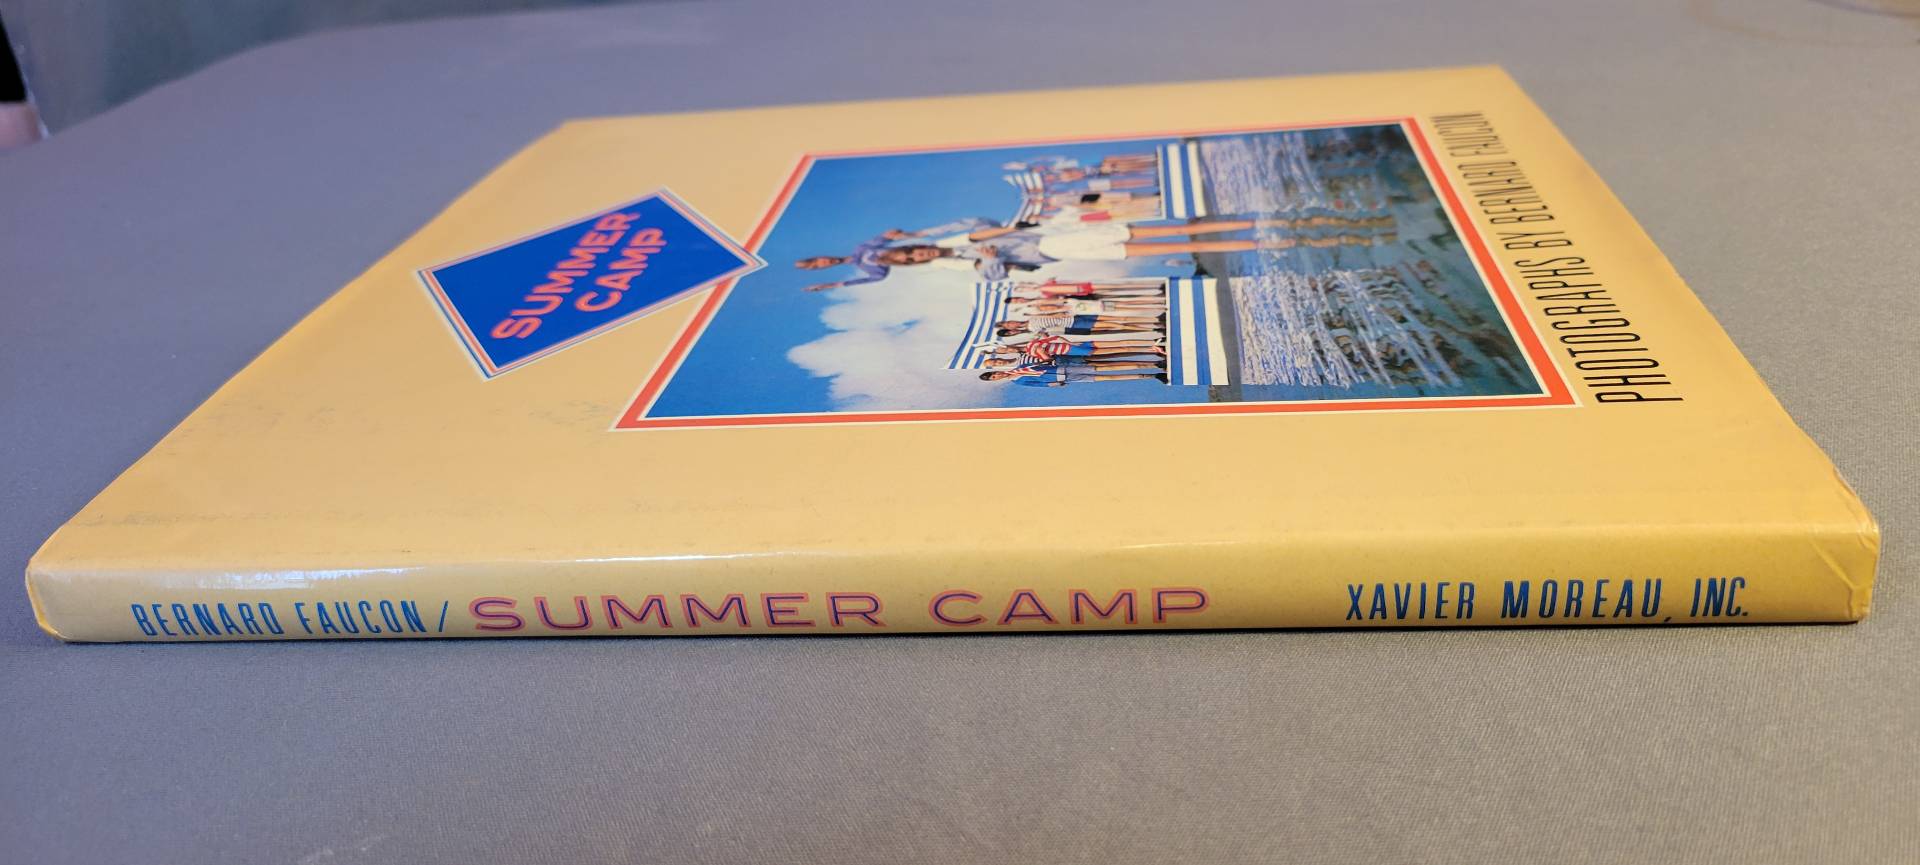 SUMMER
CAMP
PHOTOGRAPHS BY BERNARD FAUCON
BERNARD FAUCON / SUMMER CAMP XAVIER MOREAU, INC.